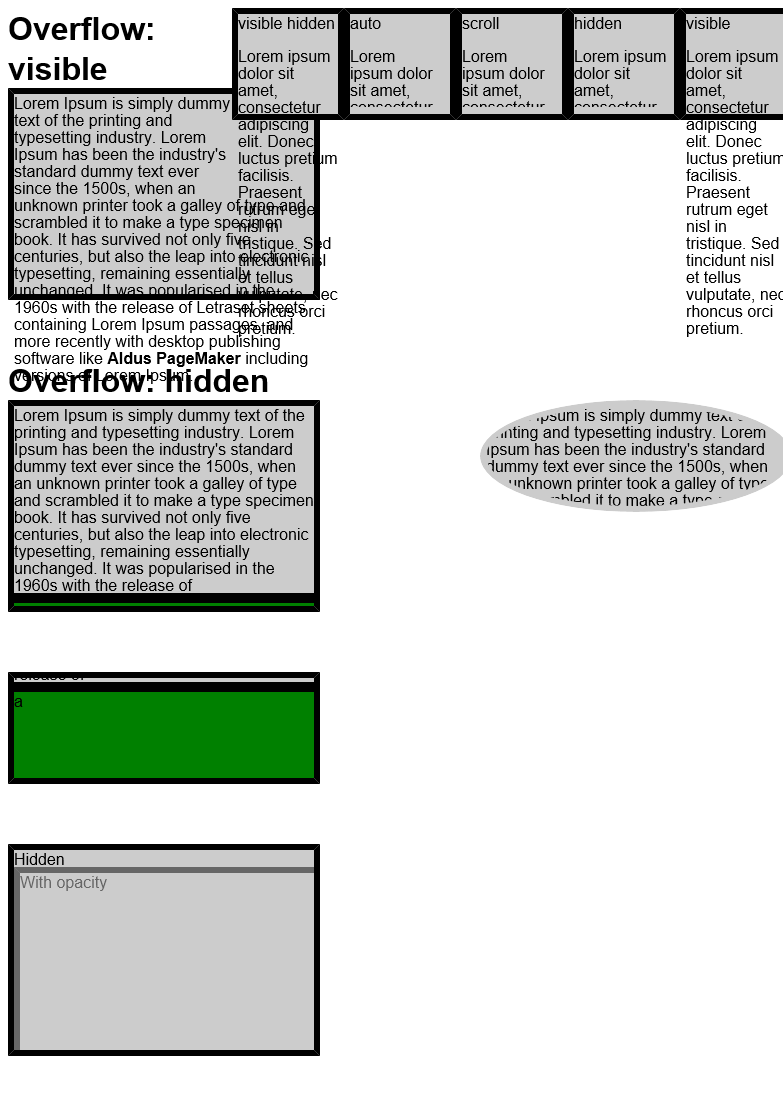 Overflow:
visible
Lorem Ipsum is simply dummy
text of the printing and
typesetting industry. Lorem
Ipsum has been the industry's
standard dummy text ever
since the 1500s, when an
unknown printer took a galley of type and
scrambled it to make a type specimen
book. It has survived not only five
centuries, but also the leap into electronic
typesetting, remaining essentially
unchanged. It was popularised in the
1960s with the release of Letraset sheets
containing Lorem Ipsum passages, and
more recently with desktop publishing
software like Aldus PageMaker including
versions of Lorem Ipsum.
visible hidden
Lorem ipsum
dolor sit
amet,
consectetur
adipiscing
elit. Donec
luctus pretium
facilisis.
Praesent
rutrum eget
nisl in
tristique. Sed
tincidunt nisl
et tellus
vulputate, nec
rhoncus orci
pretium.
auto
Lorem
ipsum dolor
sit amet,
consectetur
scroll
Lorem
ipsum dolor
sit amet,
consectetur
hidden
Lorem ipsum
dolor sit
amet,
consectetur
visible
Lorem ipsum
dolor sit
amet,
consectetur
adipiscing
elit. Donec
luctus pretium
facilisis.
Praesent
rutrum eget
nisl in
tristique. Sed
tincidunt nisl
et tellus
vulputate, nec
rhoncus orci
pretium.
Overflow: hidden
Lorem Ipsum is simply dummy text of the
printing and typesetting industry. Lorem
Ipsum has been the industry's standard
dummy text ever since the 1500s, when
an unknown printer took a galley of type
and scrambled it to make a type specimen
book. It has survived not only five
centuries, but also the leap into electronic
typesetting, remaining essentially
unchanged. It was popularised in the
1960s with the release of
Ipsum is simply dummy text
printing and typesetting industry. Lorem
Ipsum has been the industry's standard
dummy text ever since the 1500s, when
unknown printer took a galley of type
scrambled it to make a type
release of
a
Hidden
With opacity